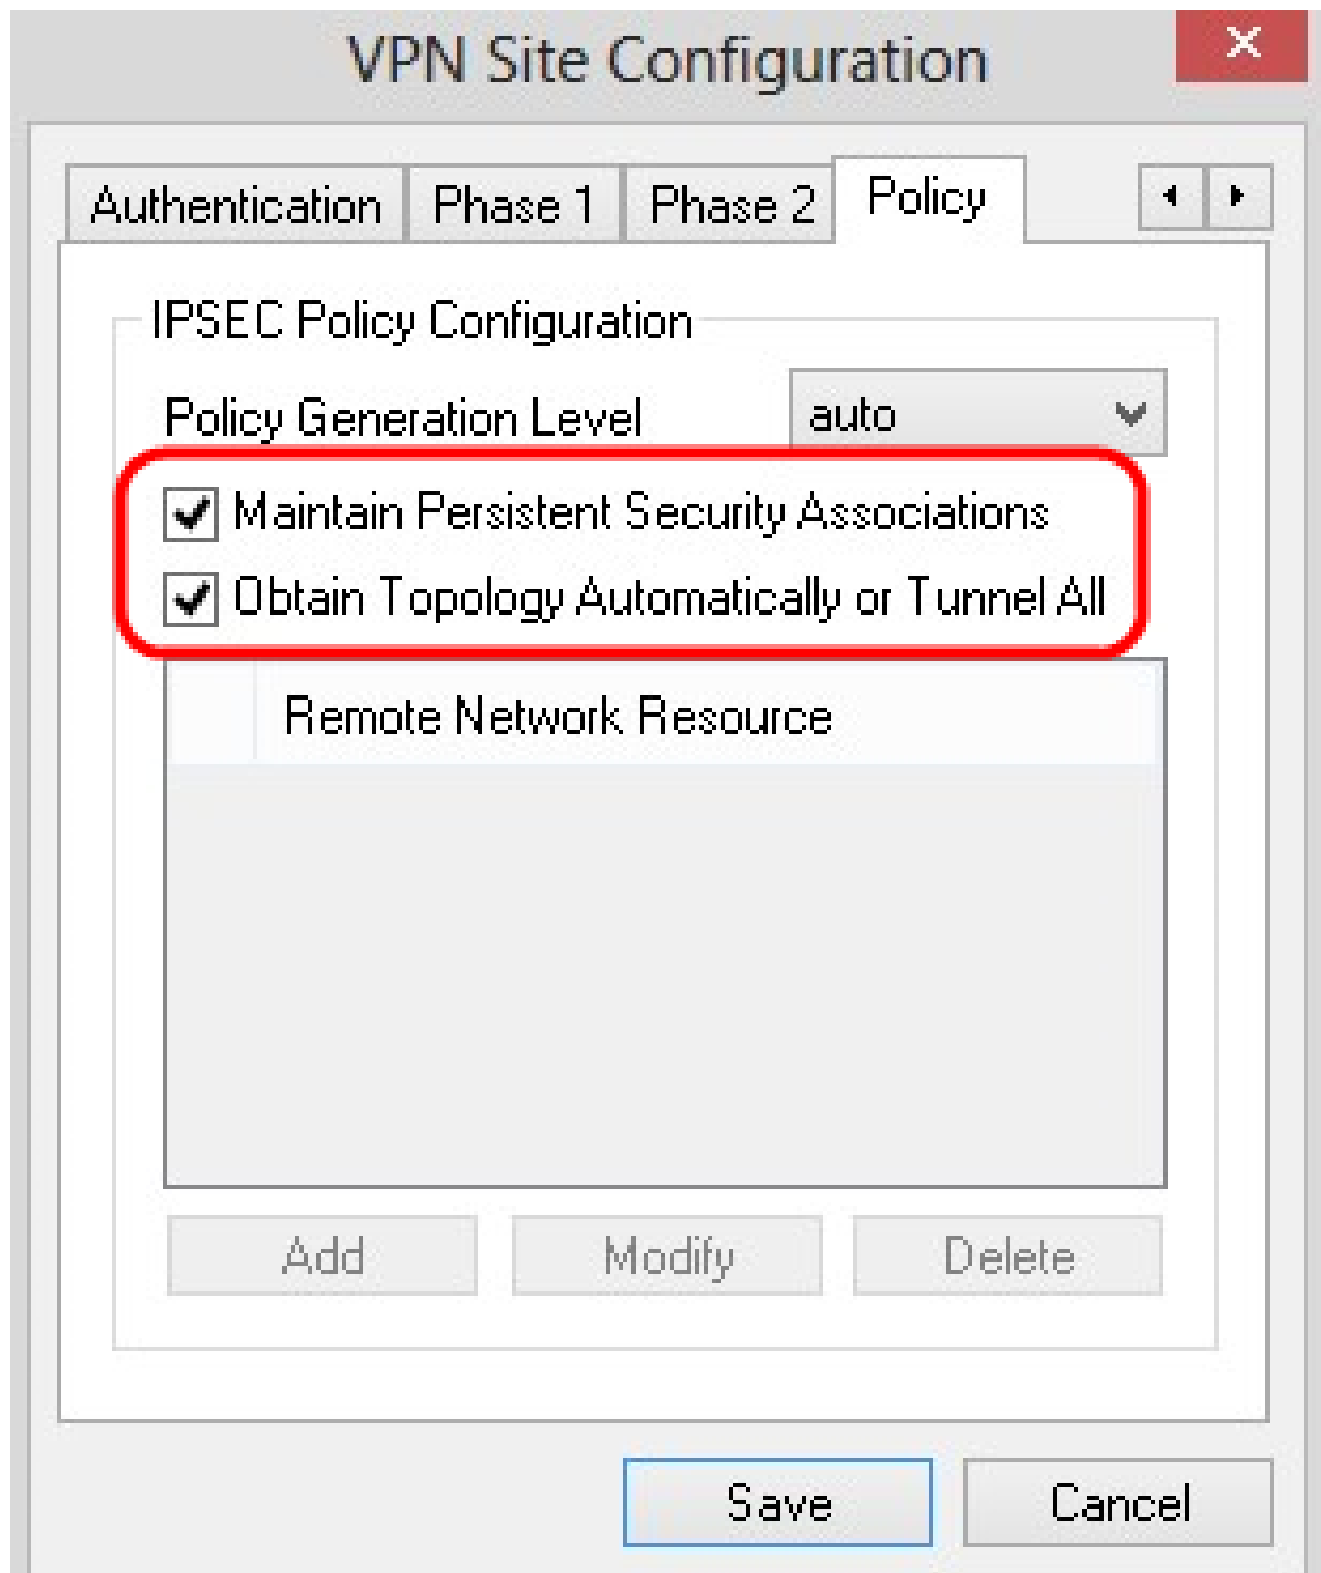 VPN Site Configuration
Authentication Phase 1 Phase 2 Policy
IPSEC Policy Configuration
Policy Generation Level auto
Maintain Persistent Security Associations
Obtain Topology Automatically or Tunnel All
Remote Network Resource
Add Modify Delete
Save Cancel